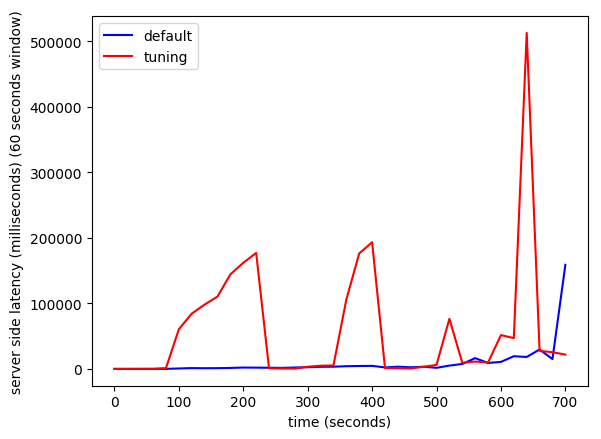 default
tuning
500000
400000
300000
200000
100000
0
server side latency (milliseconds) (60 seconds window)
0 100 200 300 400 500 600 700
time (seconds)